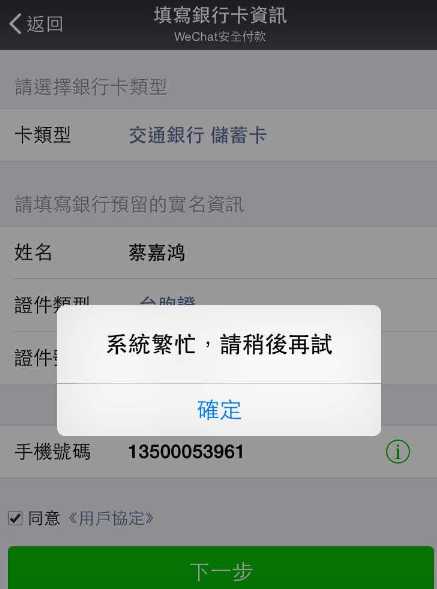 返回
填寫銀行卡資訊
WeChat安全付款
請選擇銀行卡類型
卡類型 交通銀行 儲蓄卡
請填寫銀行預留的實名資訊
姓名 蔡嘉鸿
證件類型 台胞證
系統繁忙，請稍後再試
證件
確定
手機號碼 13500053961
同意《用戶協定》
下一步